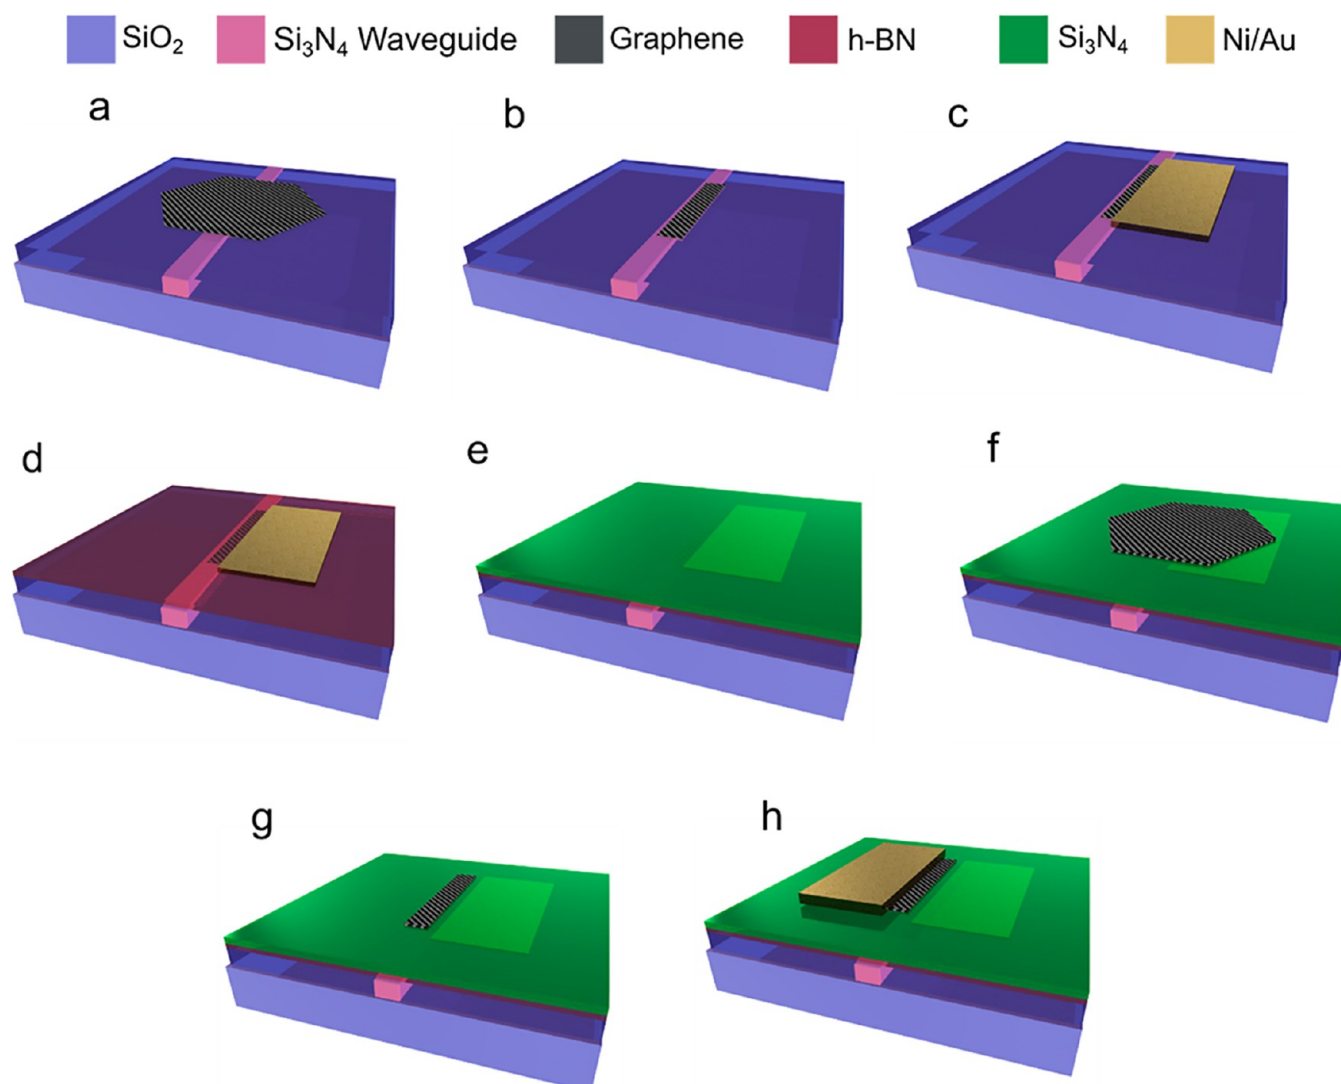 SiO₂ Si₃N₄ Waveguide Graphene h-BN Si₃N₄ Ni/Au
a b c
d e f
g h